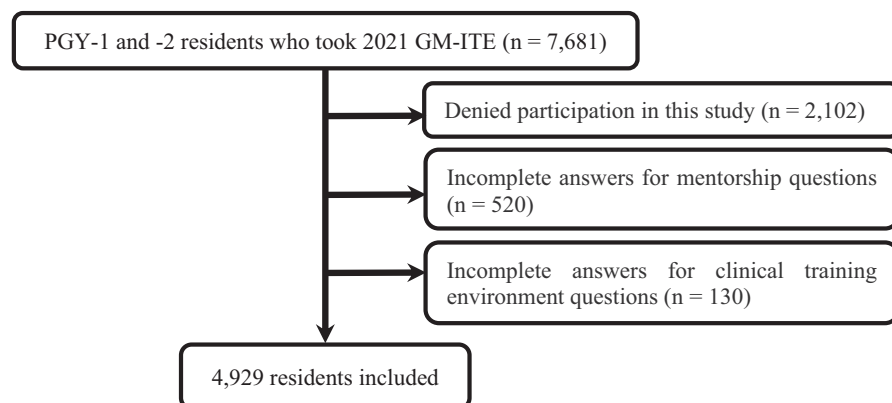 PGY-1 and -2 residents who took 2021 GM-ITE (n = 7,681)
Denied participation in this study (n = 2,102)
Incomplete answers for mentorship questions
(n = 520)
Incomplete answers for clinical training
environment questions (n = 130)
4,929 residents included